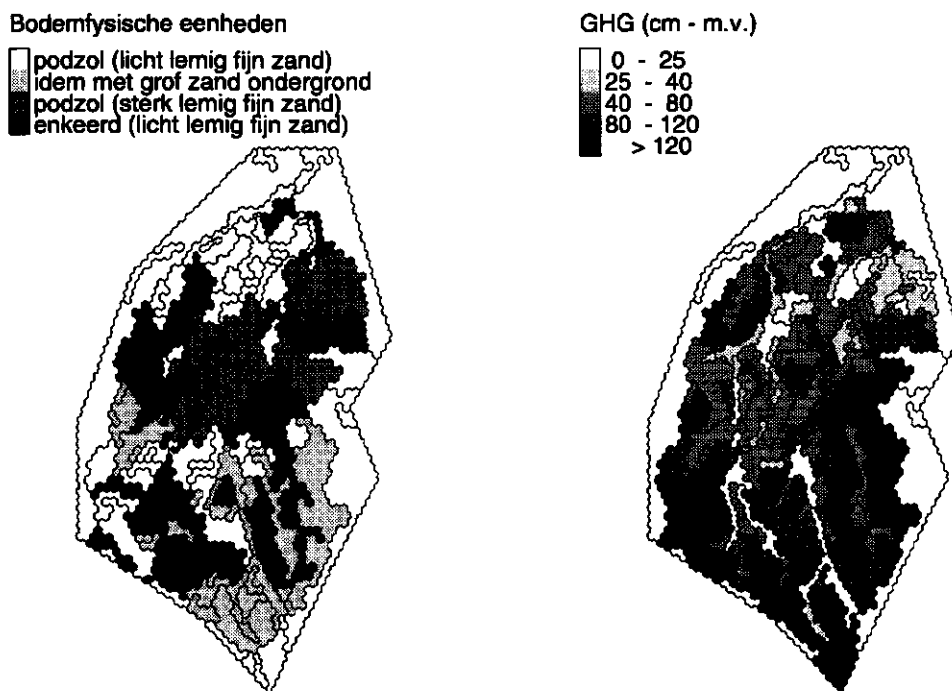 Bodemfysische eenheden
podzol (licht lemig fijn zand)
idem met grof zand ondergrond
podzol (sterk lemig fijn zand)
enkeerd (licht lemig fijn zand)
GHG (cm - m.v.)
0 - 25
25 - 40
40 - 80
80 - 120
> 120